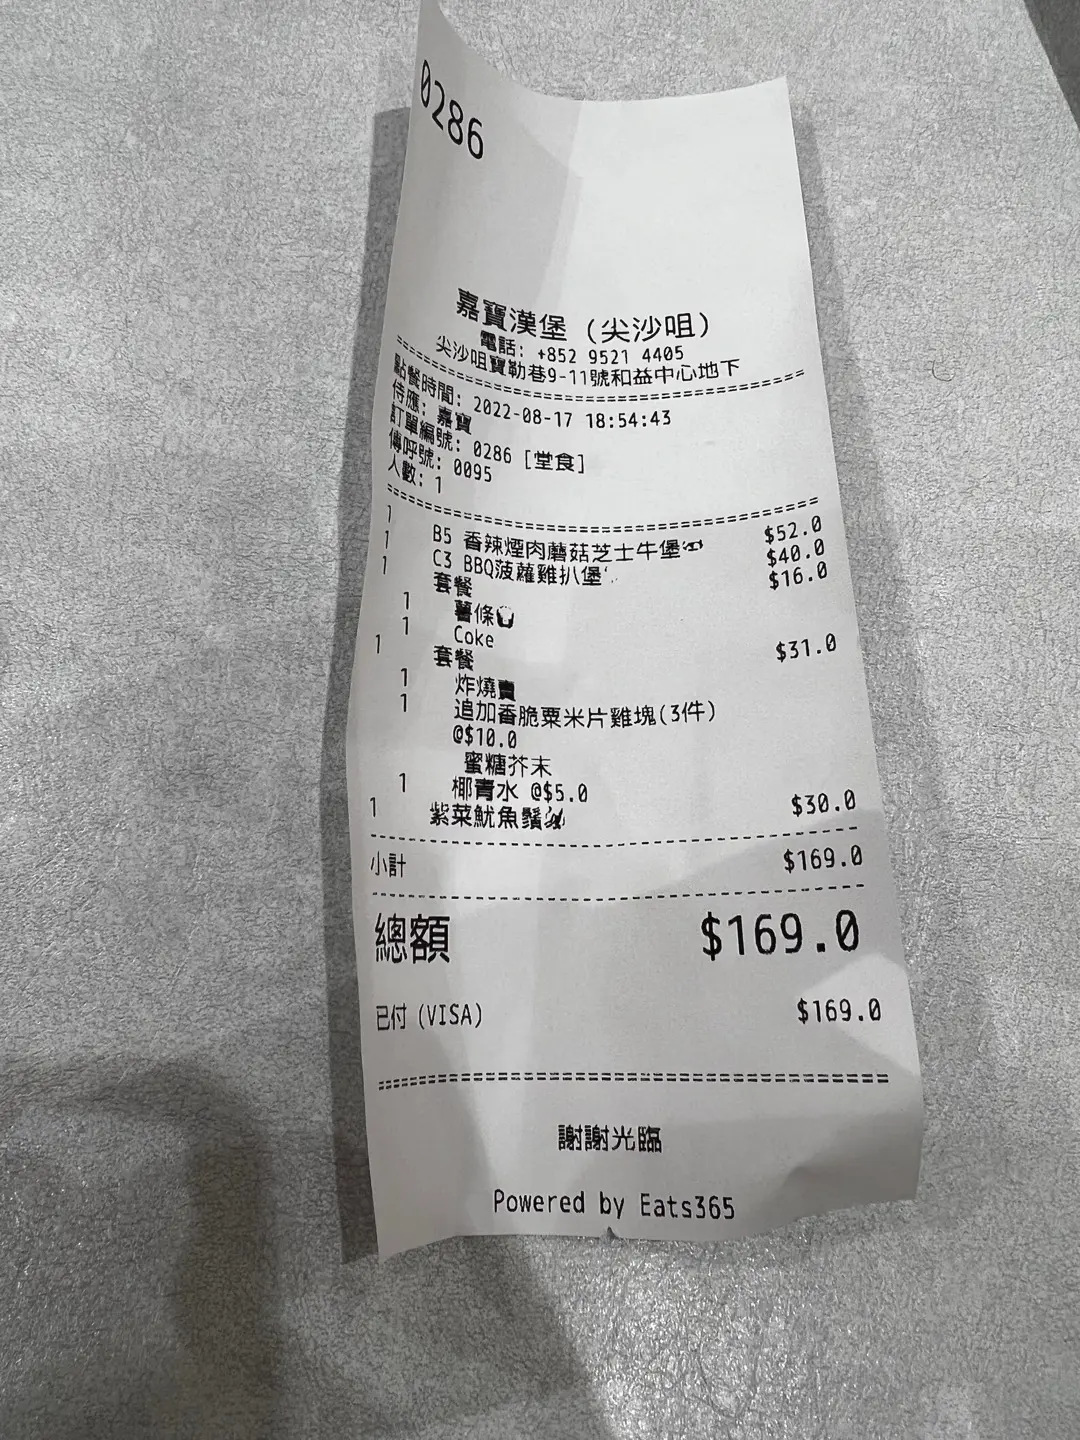 0286
嘉寶漢堡 (尖沙咀)
電話: +852 9521 4405
尖沙咀寶勒巷9-11號和益中心地下
點餐時間: 2022-08-17 18:54:43
侍應: 嘉寶
訂單編號: 0286 [堂食]
傳呼號: 0095
人數: 1
1 B5 香辣煙肉蘑菇芝士牛堡 $52.0
1 C3 BBQ菠蘿雞扒堡 $40.0
1 套餐 $16.0
1 薯條
1 Coke
1 套餐 $31.0
1 炸燒賣
1 追加香脆粟米片雞塊(3件)
@$10.0
蜜糖芥末
1 椰青水 @$5.0
1 紫菜魷魚鬚 $30.0
小計 $169.0
總額 $169.0
已付 (VISA) $169.0
謝謝光臨
Powered by Eats365